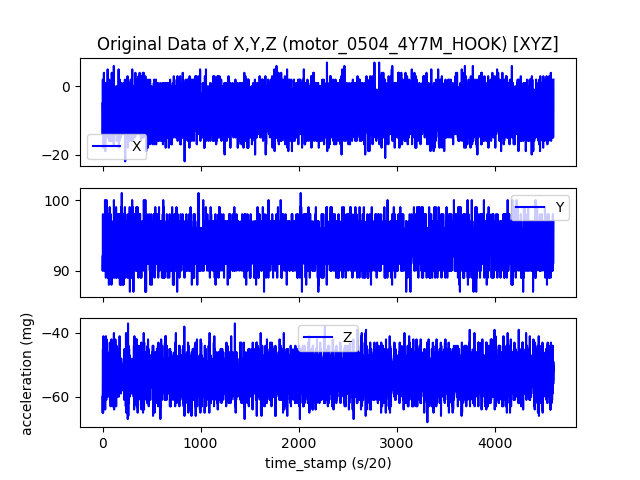 Original Data of X,Y,Z (motor_0504_4Y7M_HOOK) [XYZ]
0
−20
X
100
90
Y
−40
−60
Z
acceleration (mg)
0 1000 2000 3000 4000
time_stamp (s/20)